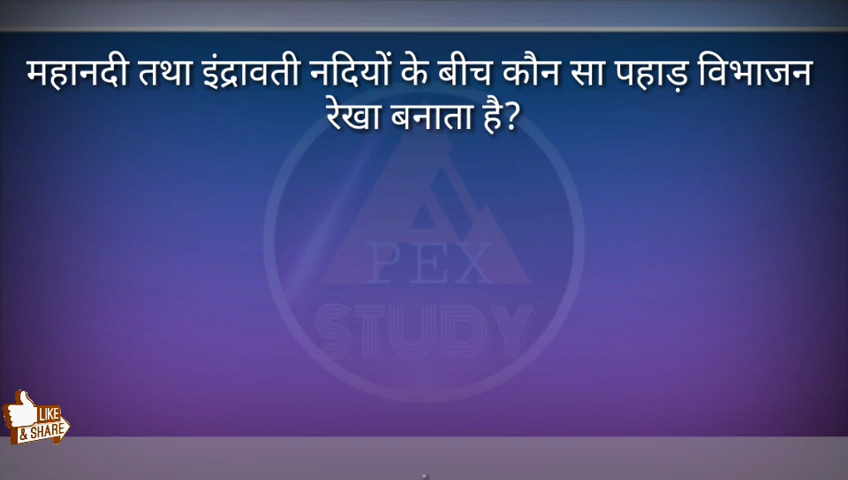 महानदी तथा इंद्रावती नदियों के बीच कौन सा पहाड़ विभाजन
रेखा बनाता है?
PEX
STUDY
LIKE
& SHARE